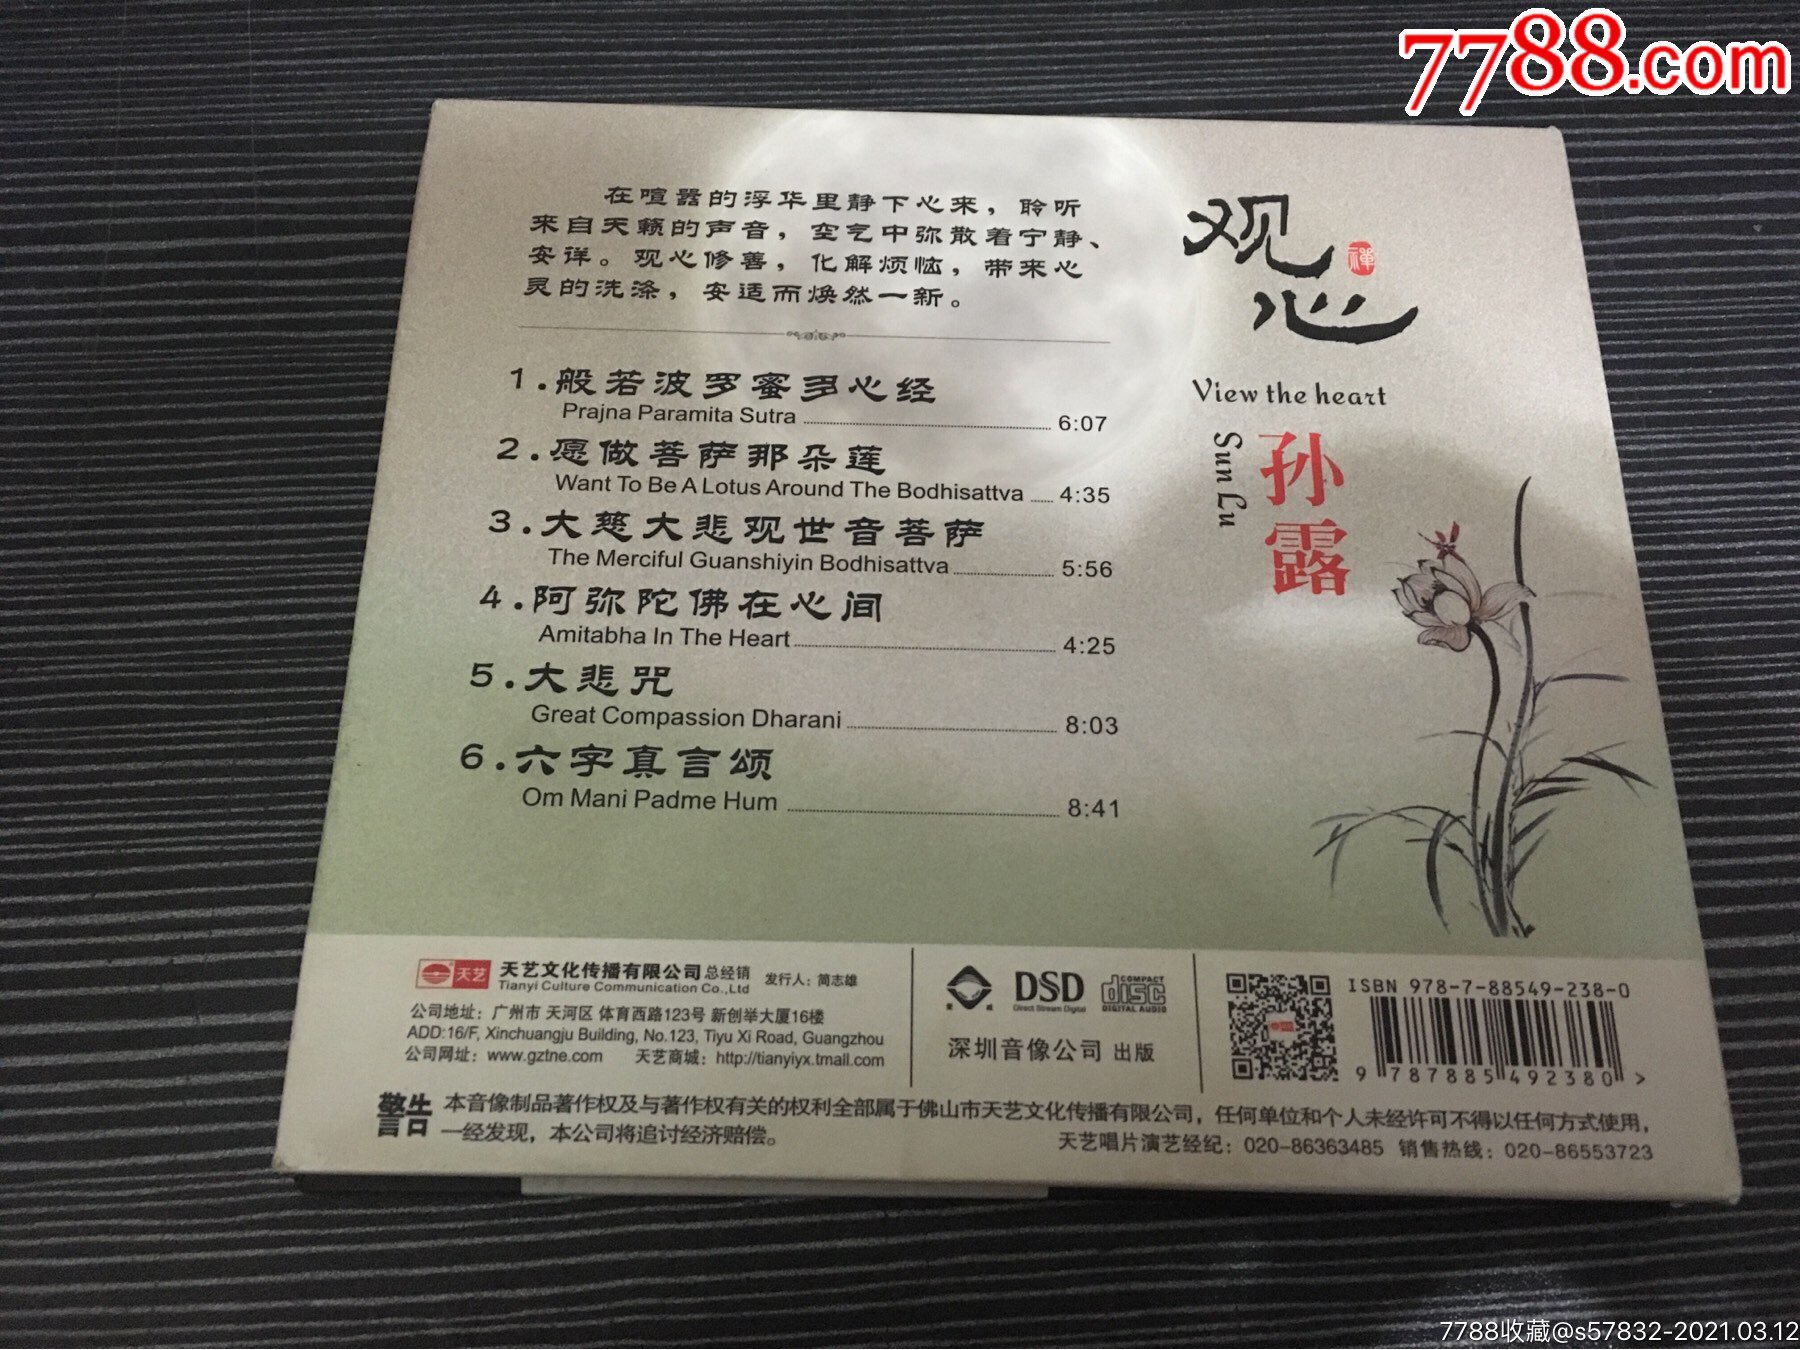 7788.com
在喧嚣的浮华里静下心来，聆听
来自天籁的声音，空气中弥散着宁静、
安详。观心修善，化解烦恼，带来心
灵的洗涤，安适而焕然一新。
观心
禅
View the heart
孙露
Sun Lu
1.般若波罗蜜多心经
Prajna Paramita Sutra 6:07
2.愿做菩萨那朵莲
Want To Be A Lotus Around The Bodhisattva 4:35
3.大慈大悲观世音菩萨
The Merciful Guanshiyin Bodhisattva 5:56
4.阿弥陀佛在心间
Amitabha In The Heart 4:25
5.大悲咒
Great Compassion Dharani 8:03
6.六字真言颂
Om Mani Padme Hum 8:41
天艺 天艺文化传播有限公司 总经销 发行人：简志雄
Tianyi Culture Communication Co.,Ltd
公司地址：广州市 天河区 体育西路123号 新创举大厦16楼
ADD:16/F, Xinchuangju Building, No.123, Tiyu Xi Road, Guangzhou
公司网址：www.gztne.com 天艺商城：http://tianyiyx.tmall.com
DSD
Direct Stream Digital
COMPACT
disc
DIGITAL AUDIO
深圳音像公司 出版
ISBN 978-7-88549-238-0
9 787885 492380 >
警告 本音像制品著作权及与著作权有关的权利全部属于佛山市天艺文化传播有限公司，任何单位和个人未经许可不得以任何方式使用，
一经发现，本公司将追讨经济赔偿。
天艺唱片演艺经纪：020-86363485 销售热线：020-86553723
7788收藏@s57832-2021.03.12